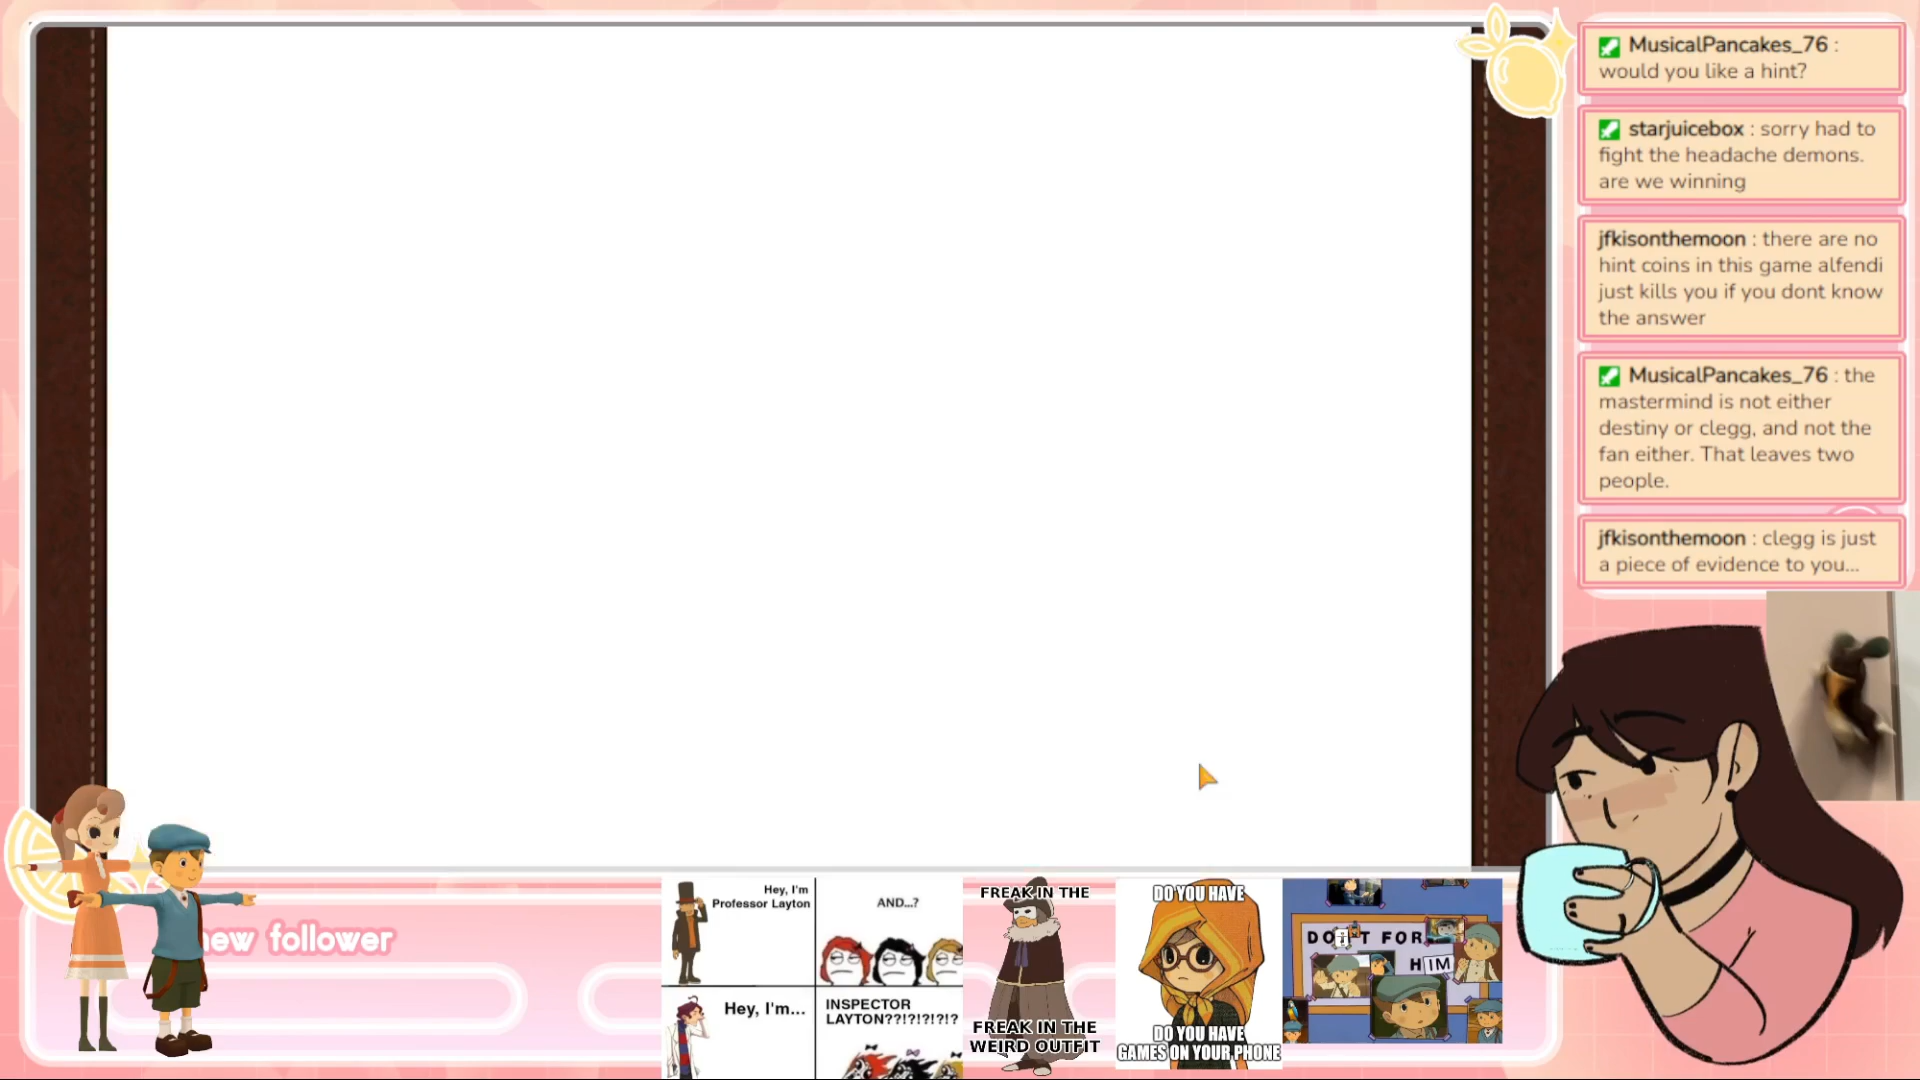 MusicalPancakes_76 :
would you like a hint?
starjuicebox : sorry had to
fight the headache demons.
are we winning
jfkisonthemoon : there are no
hint coins in this game alfendi
just kills you if you dont know
the answer
MusicalPancakes_76 : the
mastermind is not either
destiny or clegg, and not the
fan either. That leaves two
people.
jfkisonthemoon : clegg is just
a piece of evidence to you...
new follower
Hey, I'm
Professor Layton
AND...?
Hey, I'm...
INSPECTOR
LAYTON??!?!?!?!?
FREAK IN THE
FREAK IN THE
WEIRD OUTFIT
DO YOU HAVE
DO YOU HAVE
GAMES ON YOUR PHONE
FOR
HIM